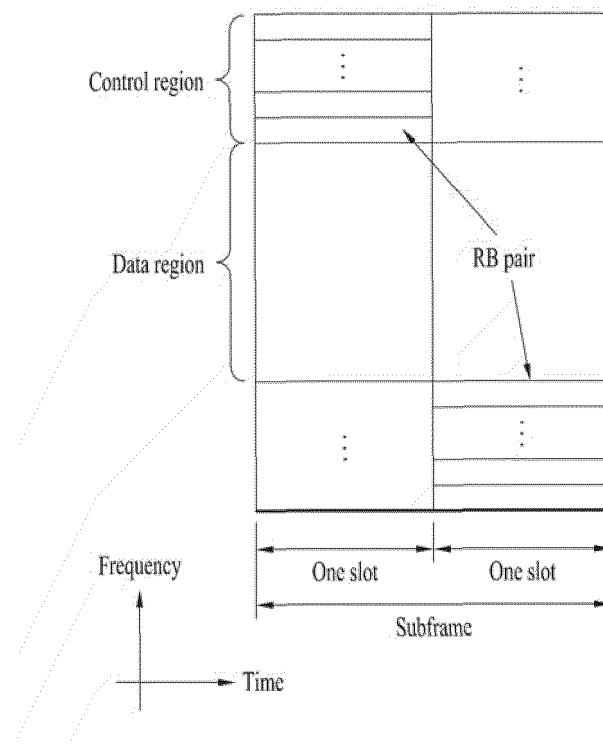 Control region
RB pair
Data region
One slot
One slot
Subframe
Frequency
Time